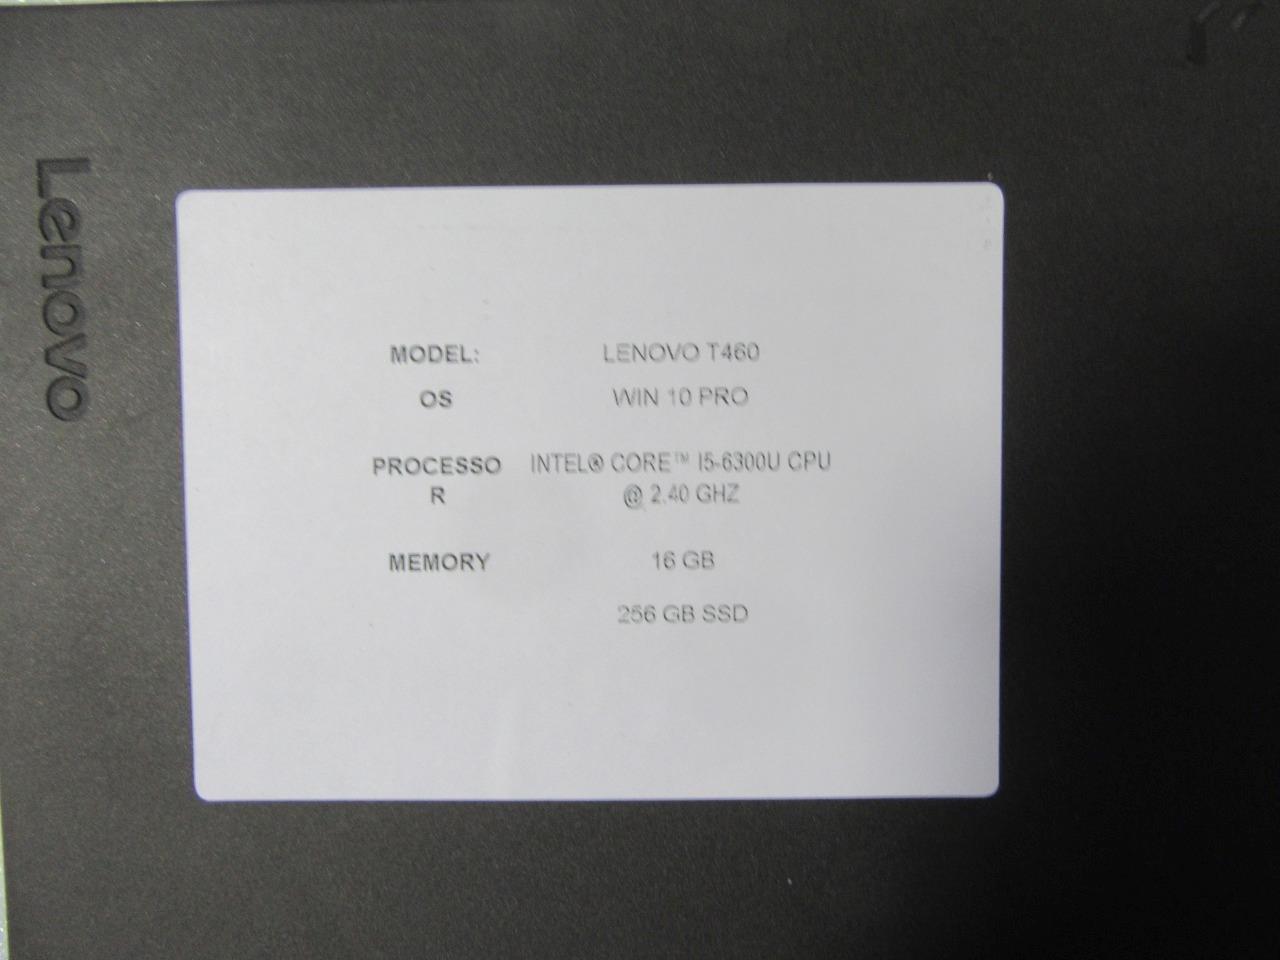 Lenovo
MODEL: LENOVO T460
OS WIN 10 PRO
PROCESSO INTEL® CORE™ I5-6300U CPU
R @ 2.40 GHZ
MEMORY 16 GB
256 GB SSD